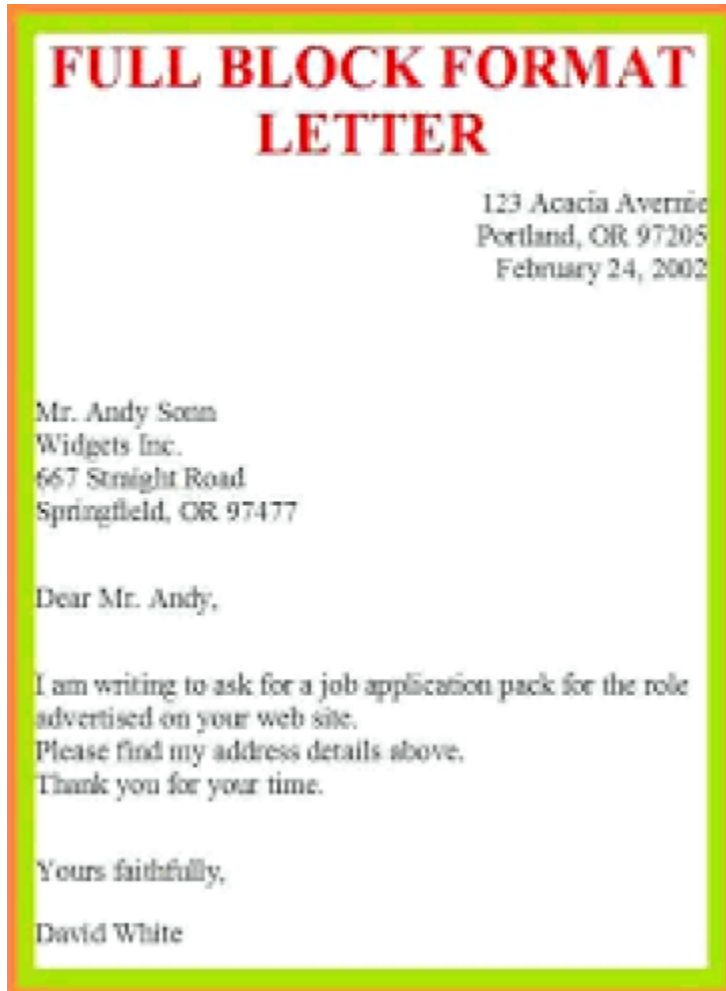 FULL BLOCK FORMAT
LETTER
123 Acacia Avernie
Portland, OR 97205
February 24, 2002
Mr. Andy Sonn
Widgets Inc.
667 Straight Road
Springfield, OR 97477
Dear Mr. Andy,
I am writing to ask for a job application pack for the role
advertised on your web site.
Please find my address details above.
Thank you for your time.
Yours faithfully,
David White